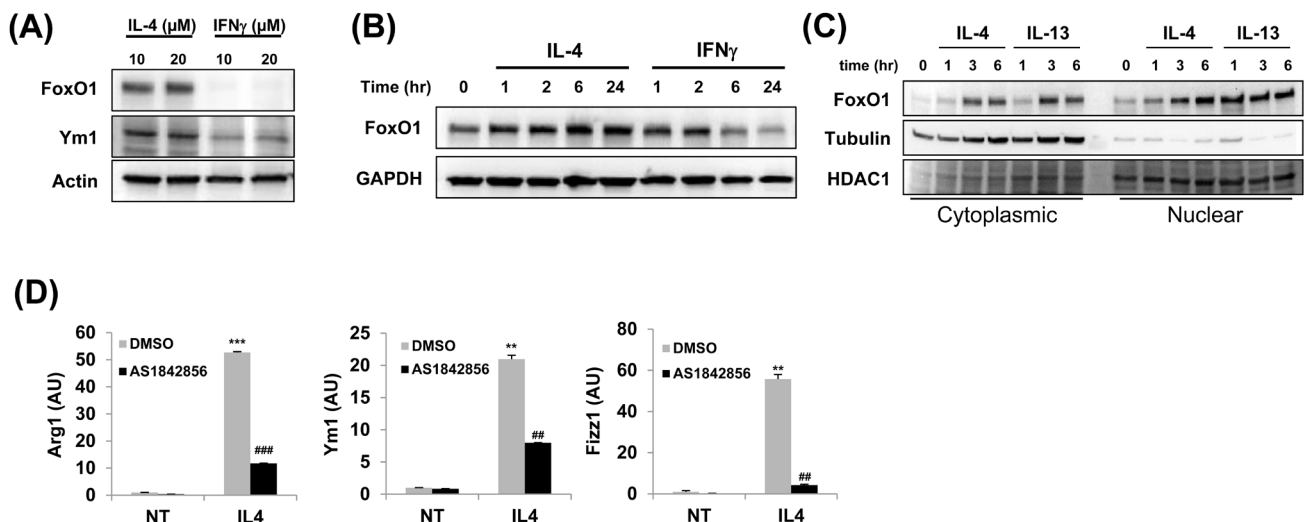 (A)
IL-4 (µM) IFNγ (µM)
10 20 10 20
FoxO1
Ym1
Actin
(B)
IL-4 IFNγ
Time (hr) 0 1 2 6 24 1 2 6 24
FoxO1
GAPDH
(C)
IL-4 IL-13 IL-4 IL-13
time (hr) 0 1 3 6 1 3 6 0 1 3 6 1 3 6
FoxO1
Tubulin
HDAC1
Cytoplasmic Nuclear
(D)
Arg1 (AU)
60
50
40
30
20
10
0
DMSO
AS1842856
***
###
NT IL4
Ym1 (AU)
25
20
15
10
5
0
DMSO
AS1842856
**
##
NT IL4
Fizz1 (AU)
80
60
40
20
0
DMSO
AS1842856
**
##
NT IL4